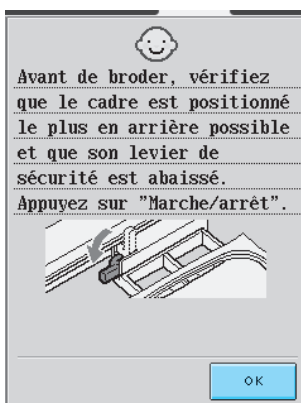 Avant de broder, vérifiez
que le cadre est positionné
le plus en arrière possible
et que son levier de
sécurité est abaissé.
Appuyez sur "Marche/arrêt".
OK